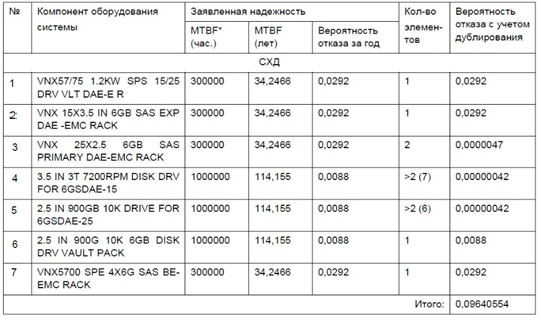 № Компонент оборудования системы Заявленная надежность Кол-во элемен-тов Вероятность отказа с учетом дублирования
MTBF* (час.) MTBF (лет) Вероятность отказа за год
СХД
1 VNX57/75 1.2KW SPS 15/25 DRV VLT DAE-E R 300000 34,2466 0,0292 1 0,0292
2 VNX 15X3.5 IN 6GB SAS EXP DAE -EMC RACK 300000 34,2466 0,0292 1 0,0292
3 VNX 25X2.5 6GB SAS PRIMARY DAE-EMC RACK 300000 34,2466 0,0292 2 0,0000047
4 3.5 IN 3T 7200RPM DISK DRV FOR 6GSDAE-15 1000000 114,155 0,0088 >2 (7) 0,00000042
5 2.5 IN 900GB 10K DRIVE FOR 6GSDAE-25 1000000 114,155 0,0088 >2 (6) 0,00000042
6 2.5 IN 900G 10K 6GB DISK DRV VAULT PACK 1000000 114,155 0,0088 1 0,0088
7 VNX5700 SPE 4X6G SAS BE-EMC RACK 300000 34,2466 0,0292 1 0,0292
Итого: 0,09640554